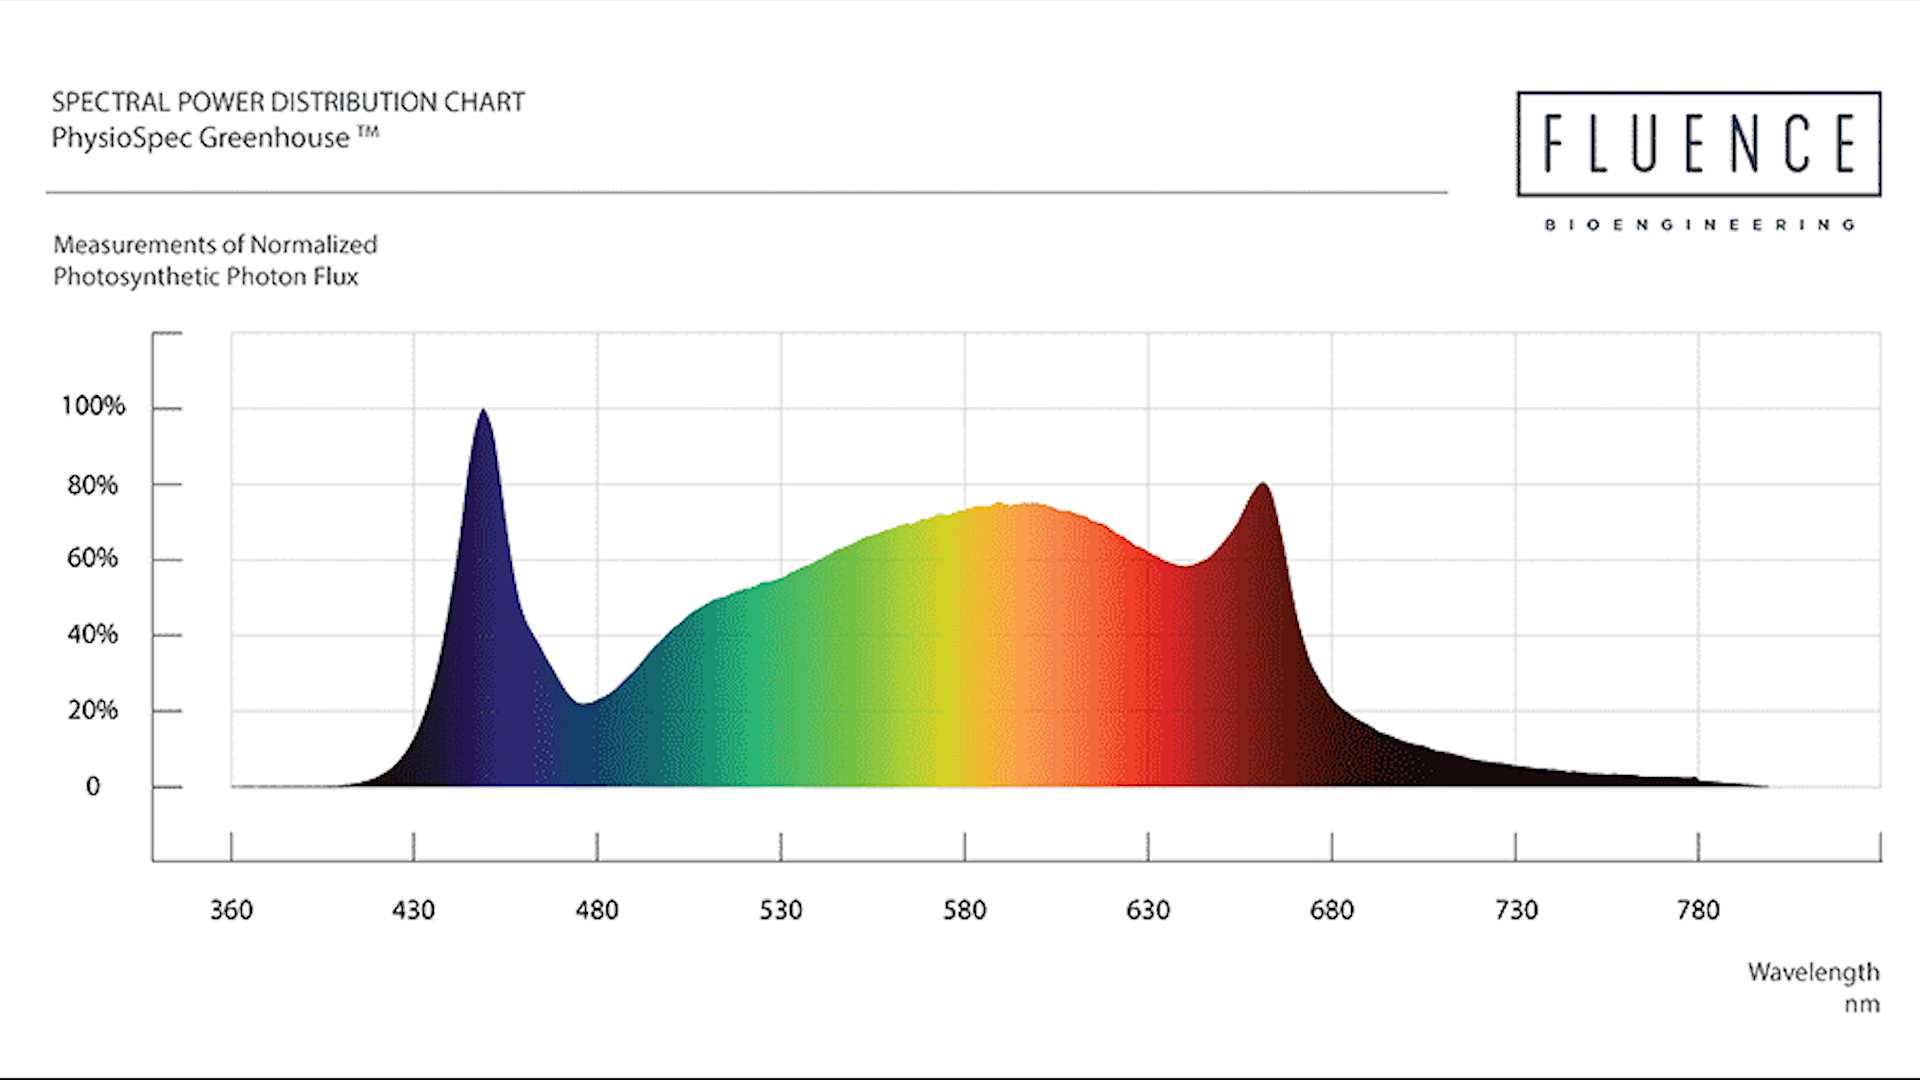 SPECTRAL POWER DISTRIBUTION CHART
PhysioSpec Greenhouse ™
FLUENCE
BIOENGINEERING
Measurements of Normalized
Photosynthetic Photon Flux
100%
80%
60%
40%
20%
0
360 430 480 530 580 630 680 730 780
Wavelength
nm